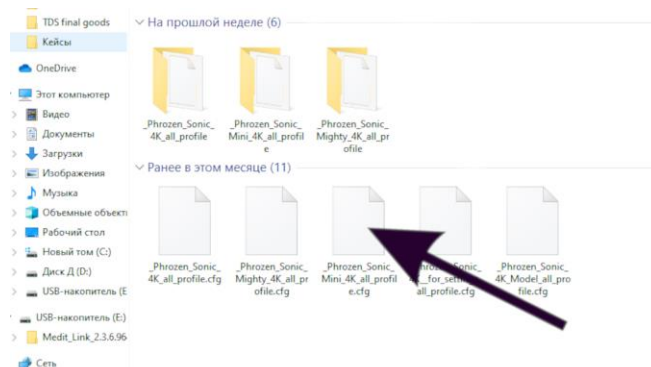 TDS final goods
Кейсы
OneDrive
Этот компьютер
Видео
Документы
Загрузки
Изображения
Музыка
Объемные объекты
Рабочий стол
Новый том (C:)
Диск Д (D:)
USB-накопитель (E
USB-накопитель (E:)
Medit_Link_2.3.6.96
Сеть
На прошлой неделе (6)
_Phrozen_Sonic_
4K_all_profile
_Phrozen_Sonic_
Mini_4K_all_profil
e
_Phrozen_Sonic_
Mighty_4K_all_pr
ofile
Ранее в этом месяце (11)
_Phrozen_Sonic_
4K_all_profile.cfg
_Phrozen_Sonic_
Mighty_4K_all_pr
ofile.cfg
_Phrozen_Sonic_
Mini_4K_all_profil
e.cfg
Sonic_
all_profile.cfg
_Phrozen_Sonic_
4K_Model_all_pro
file.cfg